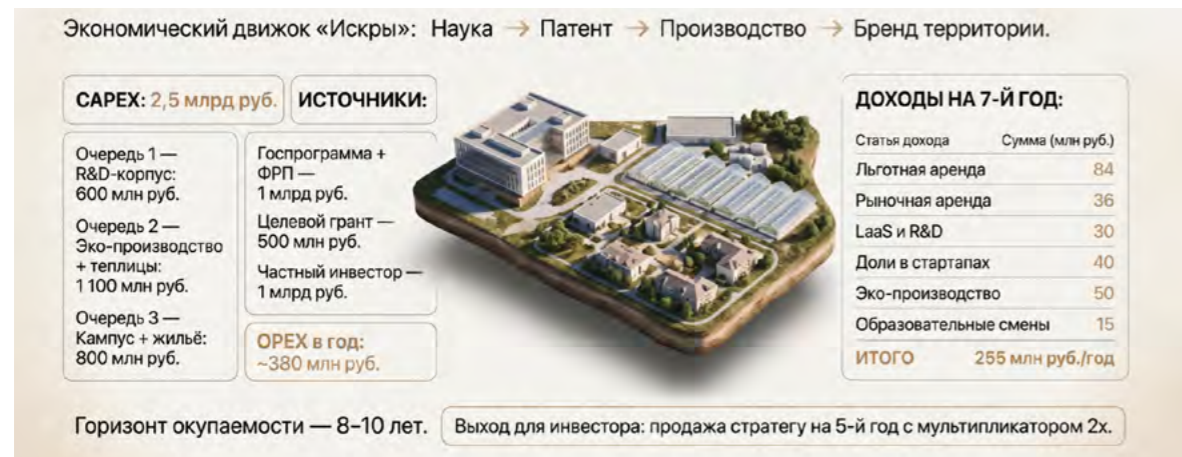 Экономический движок «Искры»: Наука → Патент → Производство → Бренд территории.
CAPEX: 2,5 млрд руб.
Очередь 1 —
R&D-корпус:
600 млн руб.
Очередь 2 —
Эко-производство
+ теплицы:
1 100 млн руб.
Очередь 3 —
Кампус + жильё:
800 млн руб.
ИСТОЧНИКИ:
Госпрограмма +
ФРП —
1 млрд руб.
Целевой грант —
500 млн руб.
Частный инвестор —
1 млрд руб.
OPEX в год:
~380 млн руб.
ДОХОДЫ НА 7-Й ГОД:
Статья дохода Сумма (млн руб.)
Льготная аренда 84
Рыночная аренда 36
LaaS и R&D 30
Доли в стартапах 40
Эко-производство 50
Образовательные смены 15
ИТОГО 255 млн руб./год
Горизонт окупаемости — 8–10 лет.
Выход для инвестора: продажа стратегу на 5-й год с мультипликатором 2x.